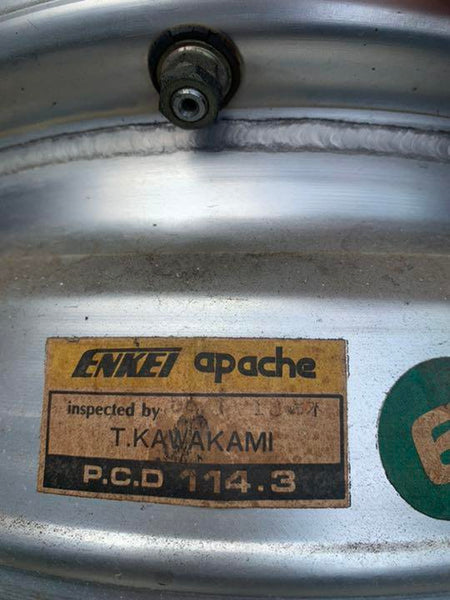 ENKEI apache
inspected by
T.KAWAKAMI
P.C.D 114.3